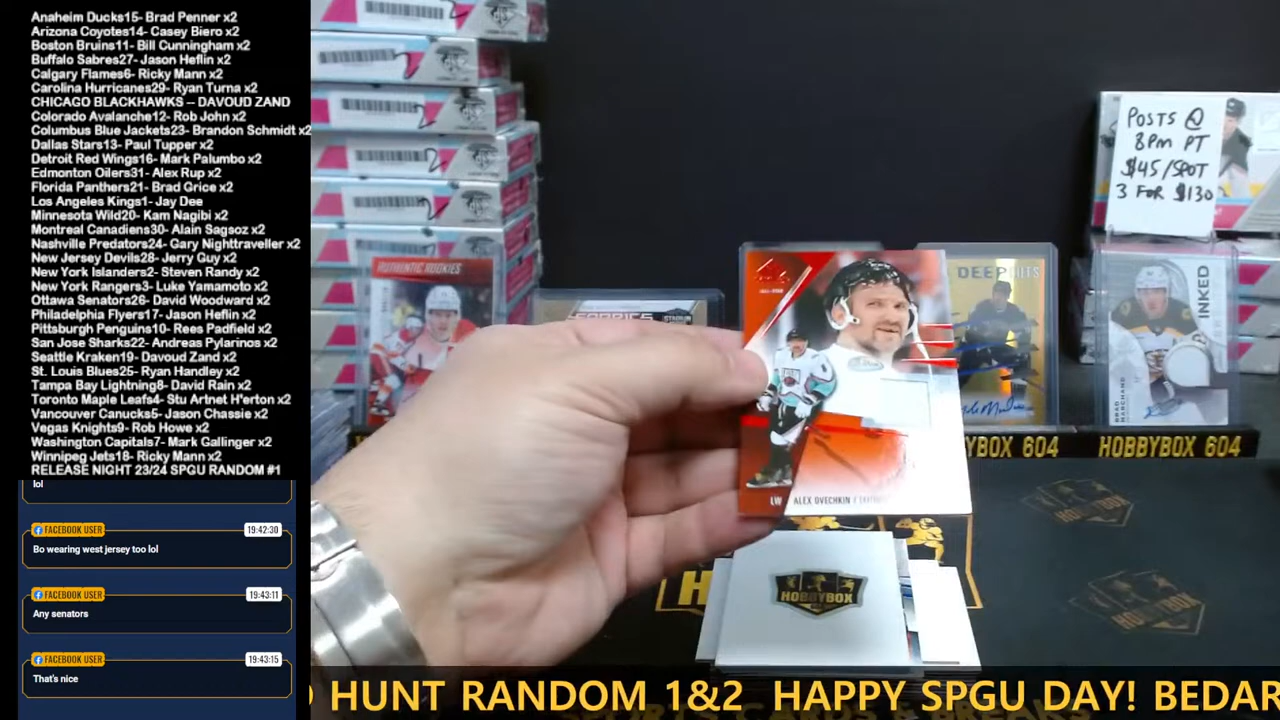 Anaheim Ducks15- Brad Penner x2
Arizona Coyotes14- Casey Biero x2
Boston Bruins11- Bill Cunningham x2
Buffalo Sabres27- Jason Heflin x2
Calgary Flames6- Ricky Mann x2
Carolina Hurricanes29- Ryan Turna x2
CHICAGO BLACKHAWKS -- DAVOUD ZAND
Colorado Avalanche12- Rob John x2
Columbus Blue Jackets23- Brandon Schmidt x2
Dallas Stars13- Paul Tupper x2
Detroit Red Wings16- Mark Palumbo x2
Edmonton Oilers31- Alex Rup x2
Florida Panthers21- Brad Grice x2
Los Angeles Kings1- Jay Dee
Minnesota Wild20- Kam Nagibi x2
Montreal Canadiens30- Alain Sagsoz x2
Nashville Predators24- Gary Nighttraveller x2
New Jersey Devils28- Jerry Guy x2
New York Islanders2- Steven Randy x2
New York Rangers3- Luke Yamamoto x2
Ottawa Senators26- David Woodward x2
Philadelphia Flyers17- Jason Heflin x2
Pittsburgh Penguins10- Rees Padfield x2
San Jose Sharks22- Andreas Pylarinos x2
Seattle Kraken19- Davoud Zand x2
St. Louis Blues25- Ryan Handley x2
Tampa Bay Lightning8- David Rain x2
Toronto Maple Leafs4- Stu Artnet H'erton x2
Vancouver Canucks5- Jason Chassie x2
Vegas Knights9- Rob Howe x2
Washington Capitals7- Mark Gallinger x2
Winnipeg Jets18- Ricky Mann x2
RELEASE NIGHT 23/24 SPGU RANDOM #1
lol
FACEBOOK USER 19:42:30
Bo wearing west jersey too lol
FACEBOOK USER 19:43:11
Any senators
FACEBOOK USER 19:43:15
That's nice
POSTS @
8PM PT
$45/SPOT
3 FOR $130
AUTHENTIC ROOKIES
FABRICS
STADIUM
DEEP
INKED
BRAD MARCHAND
LW ALEX OVECHKIN
YBOX 604
HOBBYBOX 604
HOBBYBOX
HOBBYBOX
HUNT RANDOM 1&2 HAPPY SPGU DAY! BEDAR